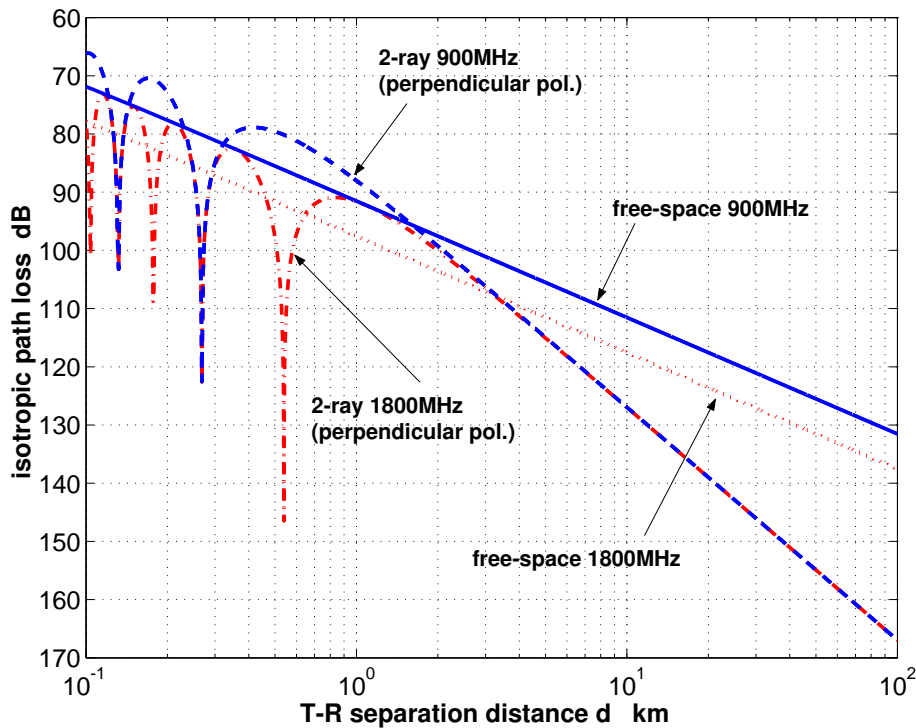 60
70
80
90
100
110
120
130
140
150
160
170
isotropic path loss dB
2-ray 900MHz
(perpendicular pol.)
free-space 900MHz
2-ray 1800MHz
(perpendicular pol.)
free-space 1800MHz
10^-1
10^0
10^1
10^2
T-R separation distance d km